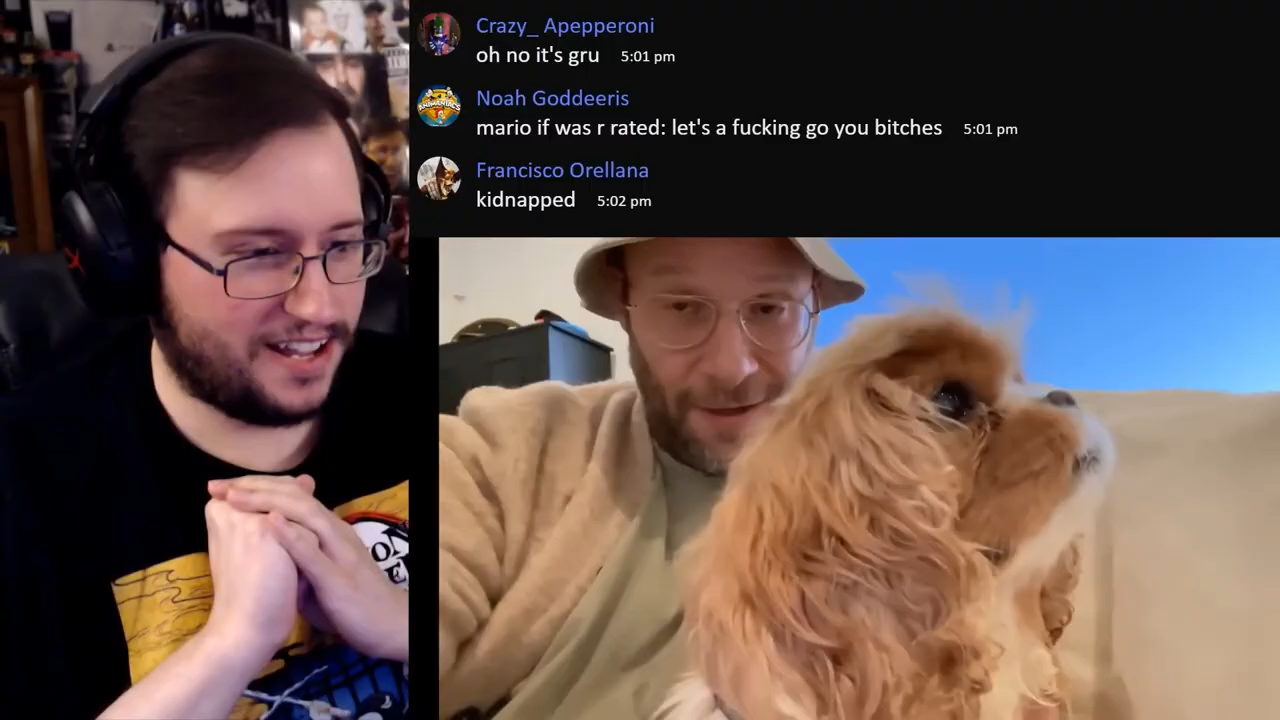 Crazy_ Apepperoni
oh no it's gru 5:01 pm
Noah Goddeeris
mario if was r rated: let's a fucking go you bitches 5:01 pm
Francisco Orellana
kidnapped 5:02 pm